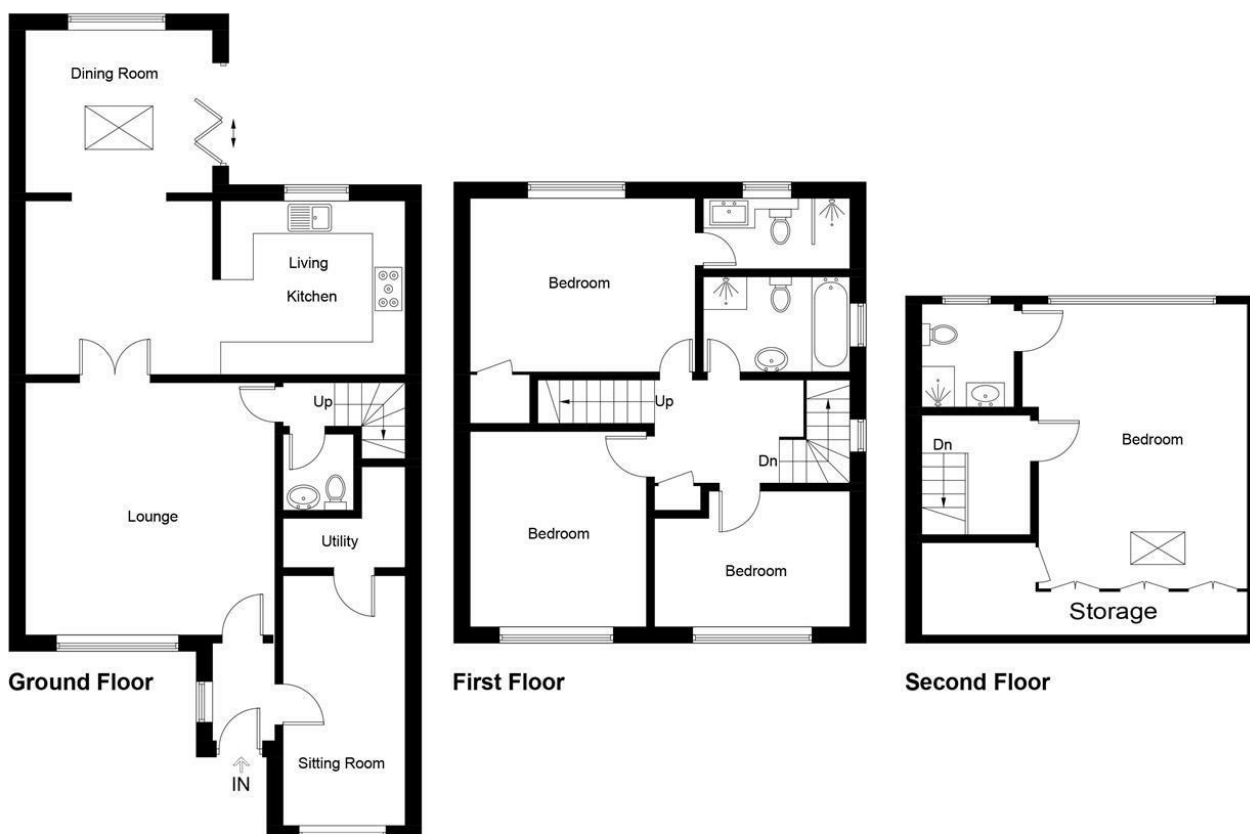 Dining Room
Living
Kitchen
Up
Lounge
Utility
Sitting Room
IN
Ground Floor
Bedroom
Up
Dn
Bedroom
Bedroom
First Floor
Dn
Bedroom
Storage
Second Floor